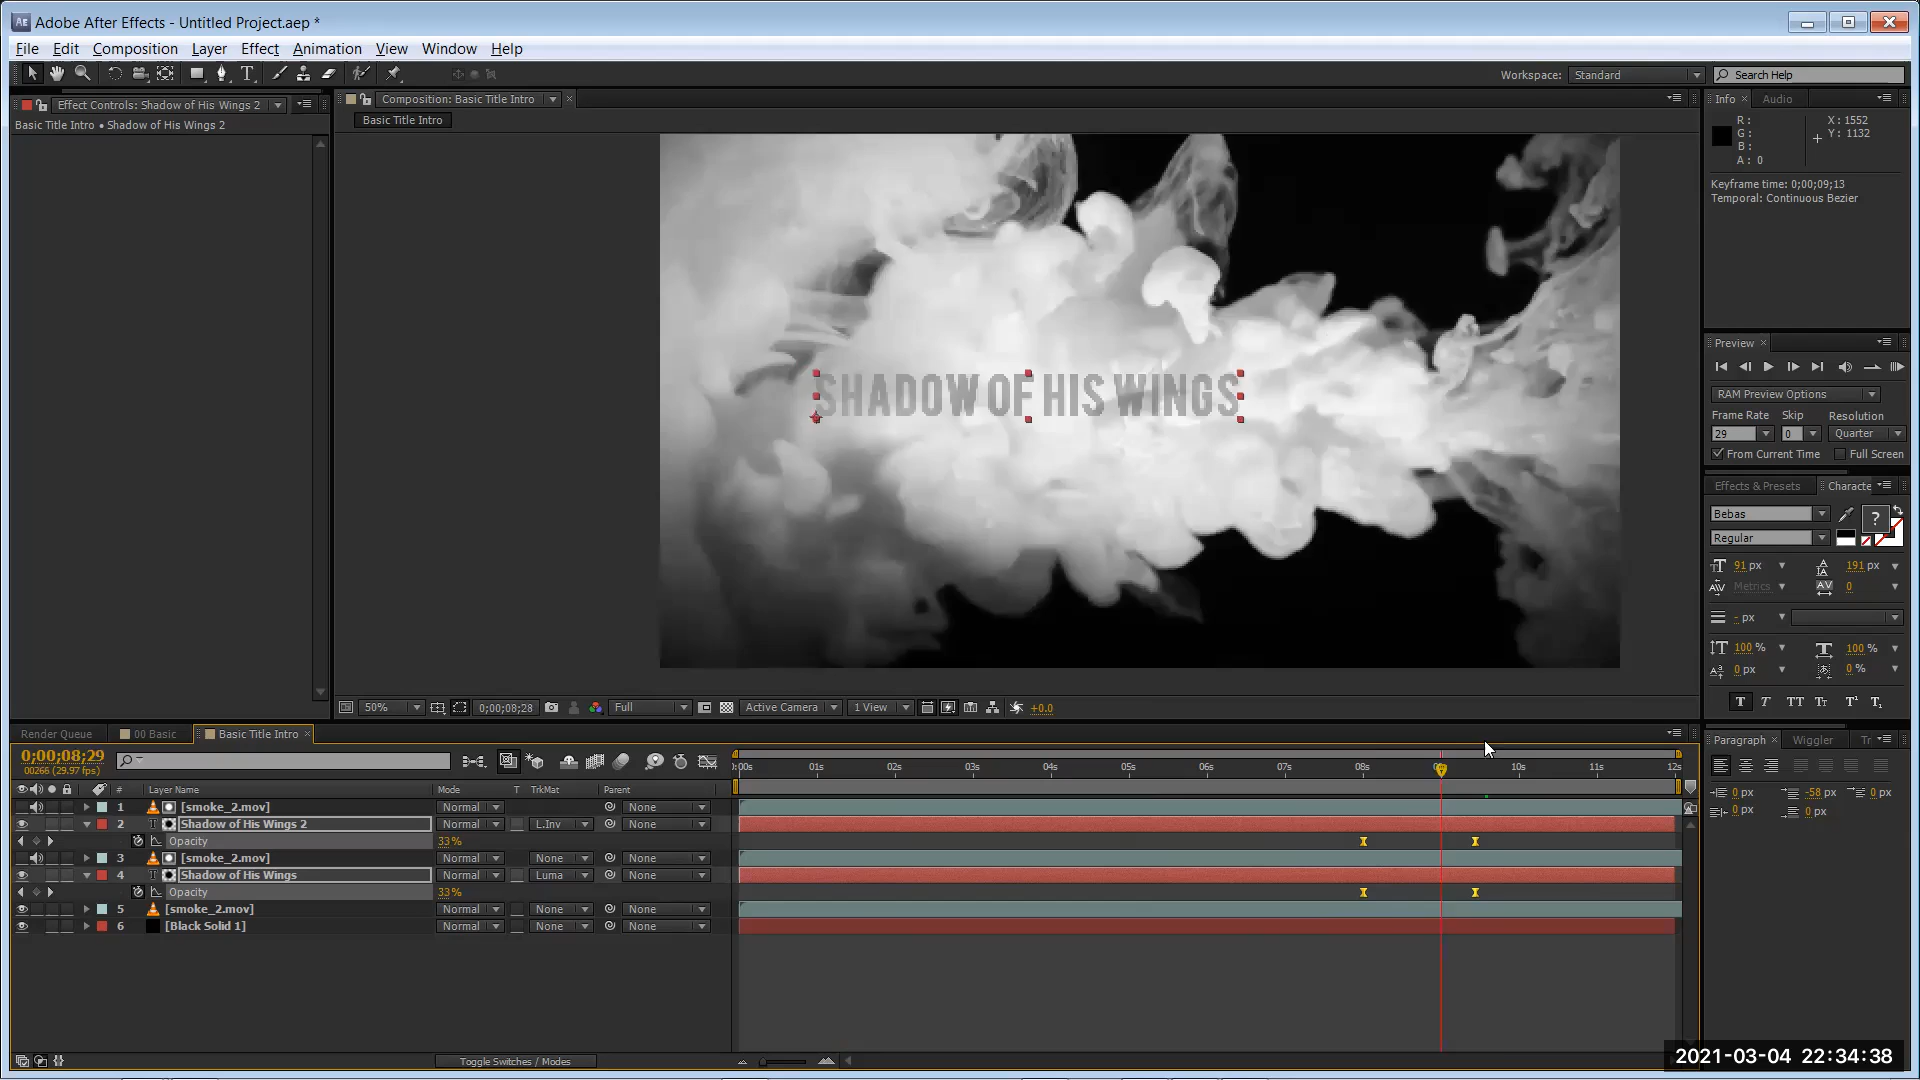 Adobe After Effects - Untitled Project.aep *
File Edit Composition Layer Effect Animation View Window Help
Workspace: Standard
Search Help
Effect Controls: Shadow of His Wings 2
Basic Title Intro • Shadow of His Wings 2
Composition: Basic Title Intro
Basic Title Intro
SHADOW OF HIS WINGS
50%
0;00;08;28
Full
Active Camera
1 View
+0.0
Info Audio
R :
G :
B :
A : 0
X : 1552
Y : 1132
Keyframe time: 0;00;09;13
Temporal: Continuous Bezier
Preview
RAM Preview Options
Frame Rate Skip Resolution
29 0 Quarter
From Current Time Full Screen
Effects & Presets Characte
Bebas
Regular
91 px 191 px
Metrics 0
- px
100 % 100 %
0 px 0 %
Paragraph Wiggler Tr
0 px -58 px 0 px
0 px 0 px
Render Queue 00 Basic Basic Title Intro
0;00;08;29
00266 (29.97 fps)
:00s 01s 02s 03s 04s 05s 06s 07s 08s 09s 10s 11s 12s
# Layer Name Mode T TrkMat Parent
1 [smoke_2.mov] Normal None
2 Shadow of His Wings 2 Normal L.Inv None
Opacity 33%
3 [smoke_2.mov] Normal None None
4 Shadow of His Wings Normal Luma None
Opacity 33%
5 [smoke_2.mov] Normal None None
6 [Black Solid 1] Normal None None
Toggle Switches / Modes
2021-03-04 22:34:38